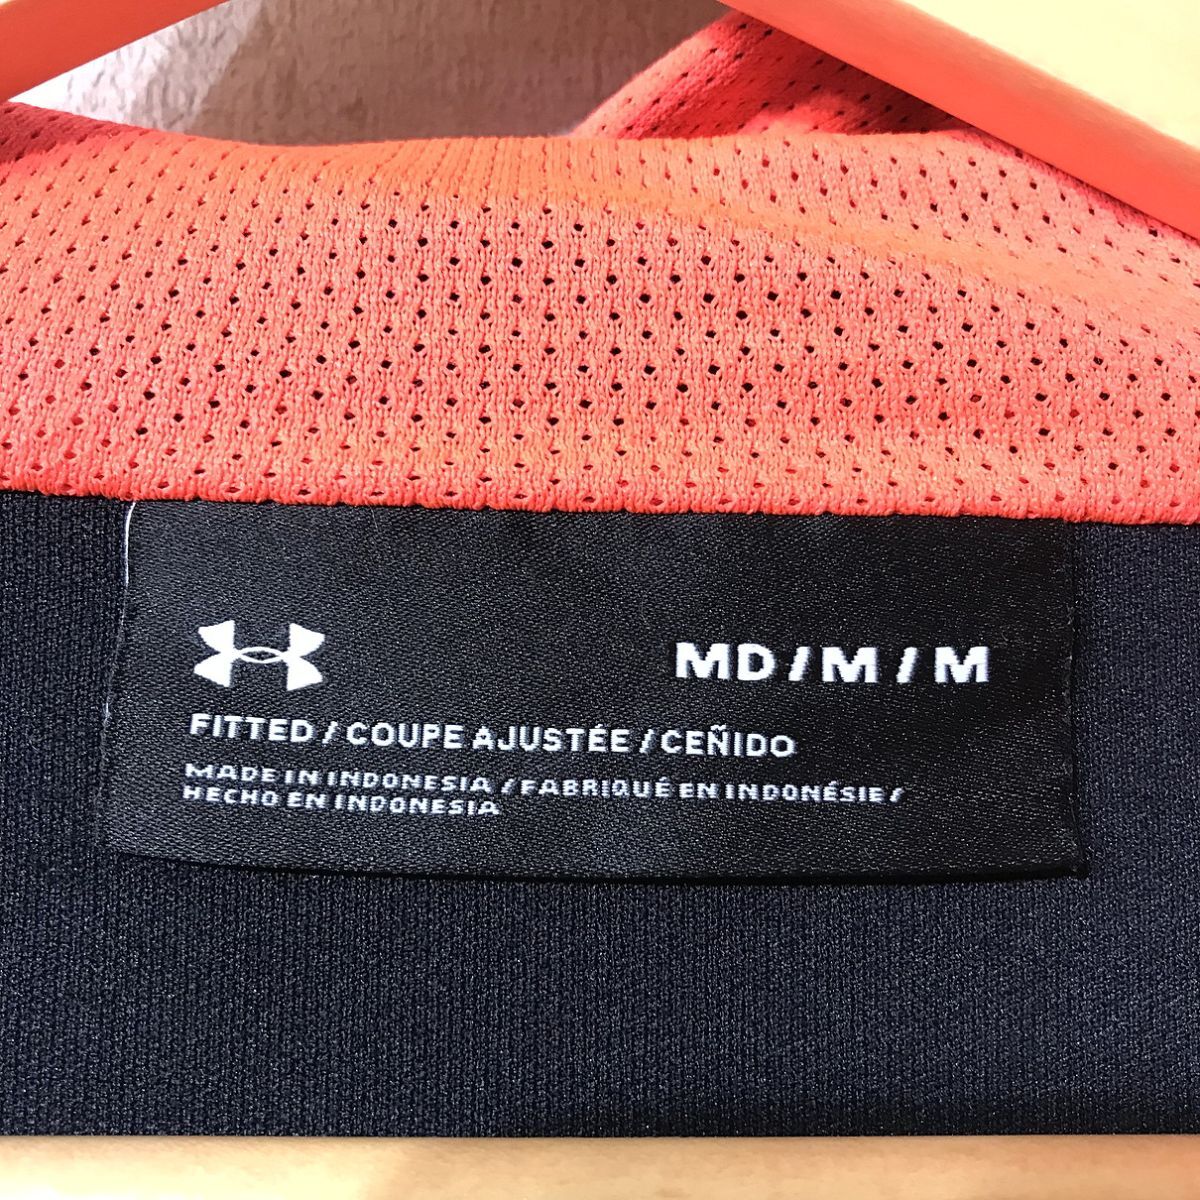 MD / M / M
FITTED / COUPE AJUSTÉE / CEÑIDO
MADE IN INDONESIA / FABRIQUÉ EN INDONÉSIE /
HECHO EN INDONESIA